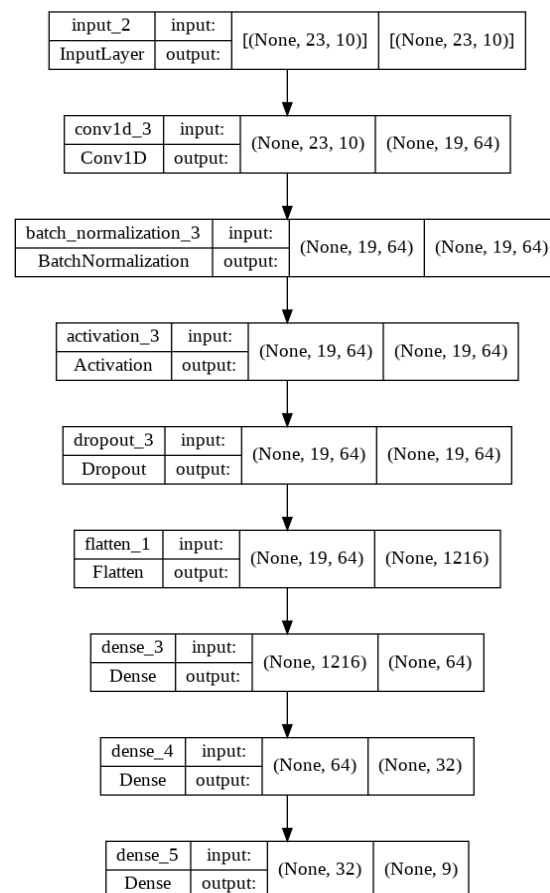 input_2 input: [(None, 23, 10)] [(None, 23, 10)]
InputLayer output:
conv1d_3 input: (None, 23, 10) (None, 19, 64)
Conv1D output:
batch_normalization_3 input: (None, 19, 64) (None, 19, 64)
BatchNormalization output:
activation_3 input: (None, 19, 64) (None, 19, 64)
Activation output:
dropout_3 input: (None, 19, 64) (None, 19, 64)
Dropout output:
flatten_1 input: (None, 19, 64) (None, 1216)
Flatten output:
dense_3 input: (None, 1216) (None, 64)
Dense output:
dense_4 input: (None, 64) (None, 32)
Dense output:
dense_5 input: (None, 32) (None, 9)
Dense output: